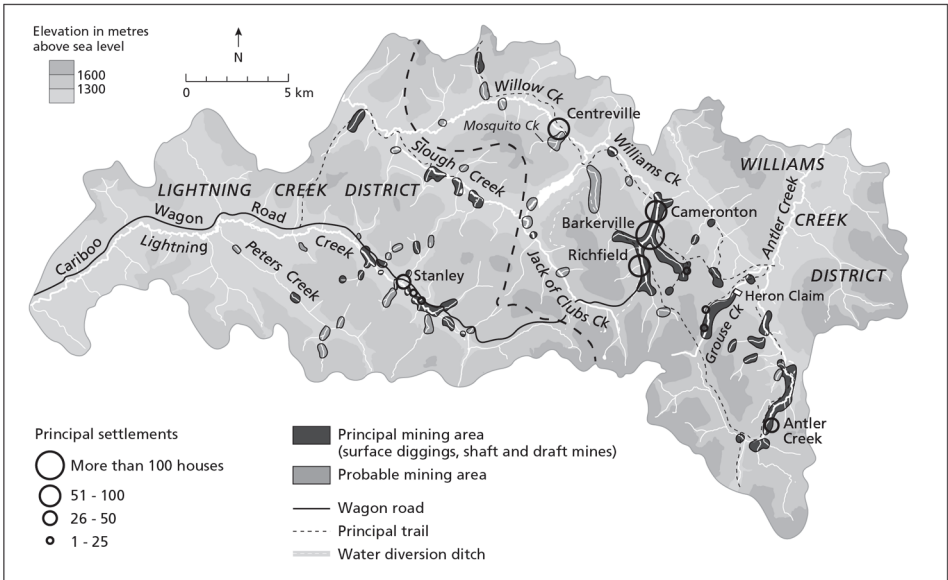 Elevation in metres
above sea level
1600
1300
N
0 5 km
Willow Ck
Centreville
Mosquito Ck
Williams Ck
Slough Creek
WILLIAMS
CREEK
DISTRICT
LIGHTNING CREEK DISTRICT
Antler Creek
Cameronton
Barkerville
Richfield
Cariboo Wagon Road
Lightning Creek
Peters Creek
Stanley
Jack of Clubs Ck
Heron Claim
Grouse Ck
Antler
Creek
Principal settlements
More than 100 houses
51 - 100
26 - 50
1 - 25
Principal mining area
(surface diggings, shaft and draft mines)
Probable mining area
Wagon road
Principal trail
Water diversion ditch